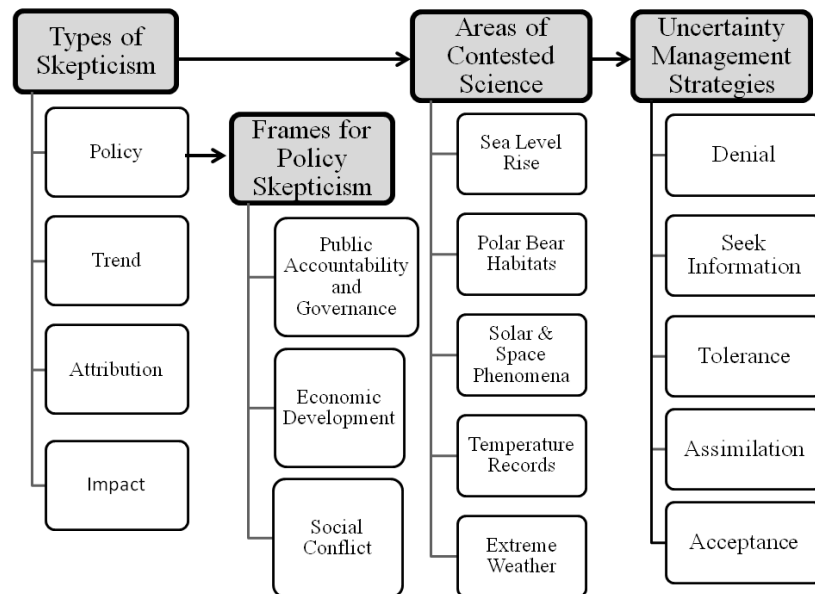 Types of
Skepticism
Policy
Trend
Attribution
Impact
Frames for
Policy
Skepticism
Public
Accountability
and
Governance
Economic
Development
Social
Conflict
Areas of
Contested
Science
Sea Level
Rise
Polar Bear
Habitats
Solar &
Space
Phenomena
Temperature
Records
Extreme
Weather
Uncertainty
Management
Strategies
Denial
Seek
Information
Tolerance
Assimilation
Acceptance